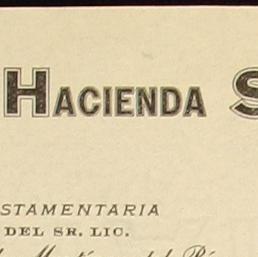 HACIENDA S
STAMENTARIA
DEL SR. LIC.